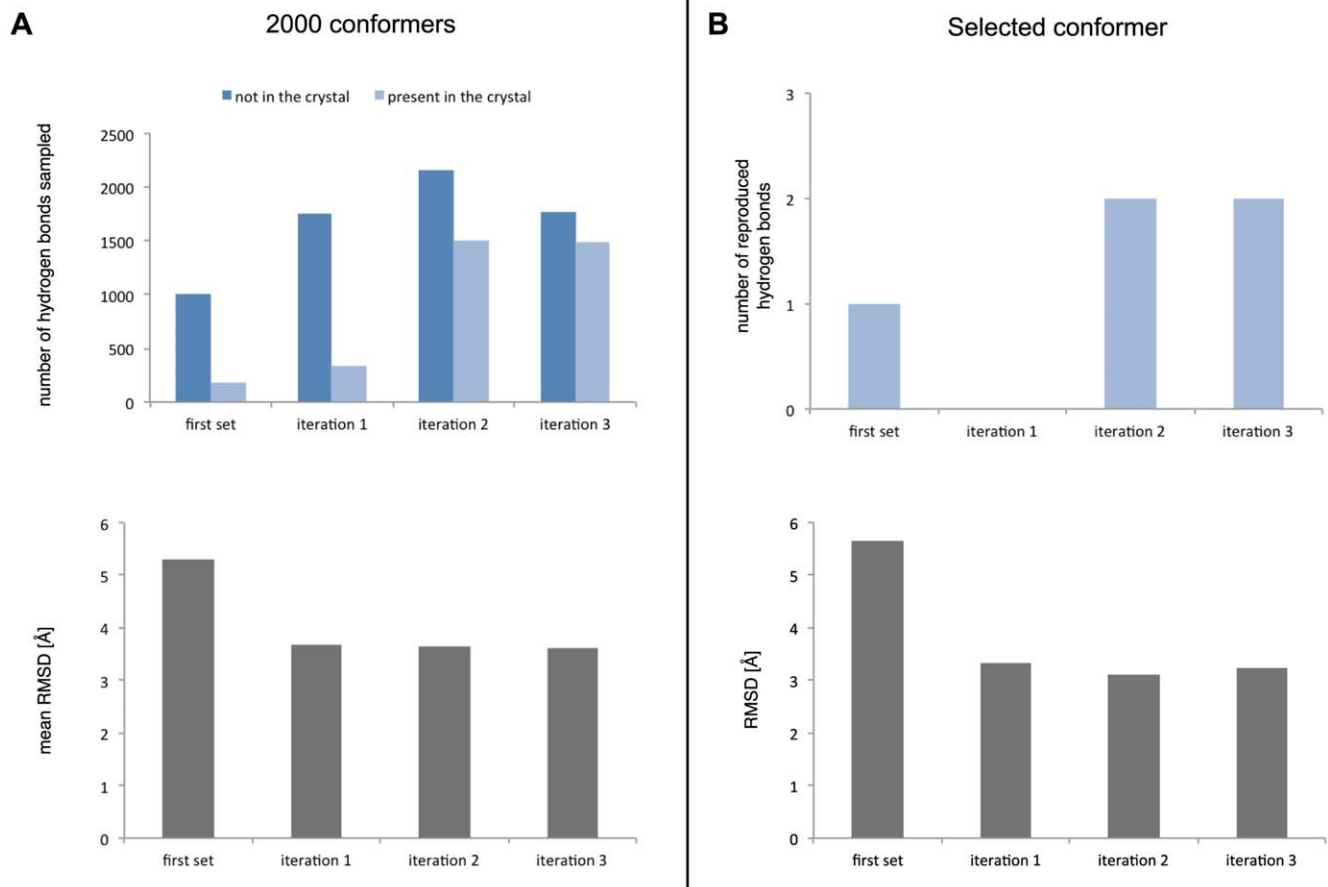 A
2000 conformers
not in the crystal
present in the crystal
number of hydrogen bonds sampled
2500
2000
1500
1000
500
0
first set
iteration 1
iteration 2
iteration 3
mean RMSD [Å]
6
5
4
3
2
1
0
first set
iteration 1
iteration 2
iteration 3
B
Selected conformer
number of reproduced
hydrogen bonds
3
2
1
0
first set
iteration 1
iteration 2
iteration 3
RMSD [Å]
6
5
4
3
2
1
0
first set
iteration 1
iteration 2
iteration 3